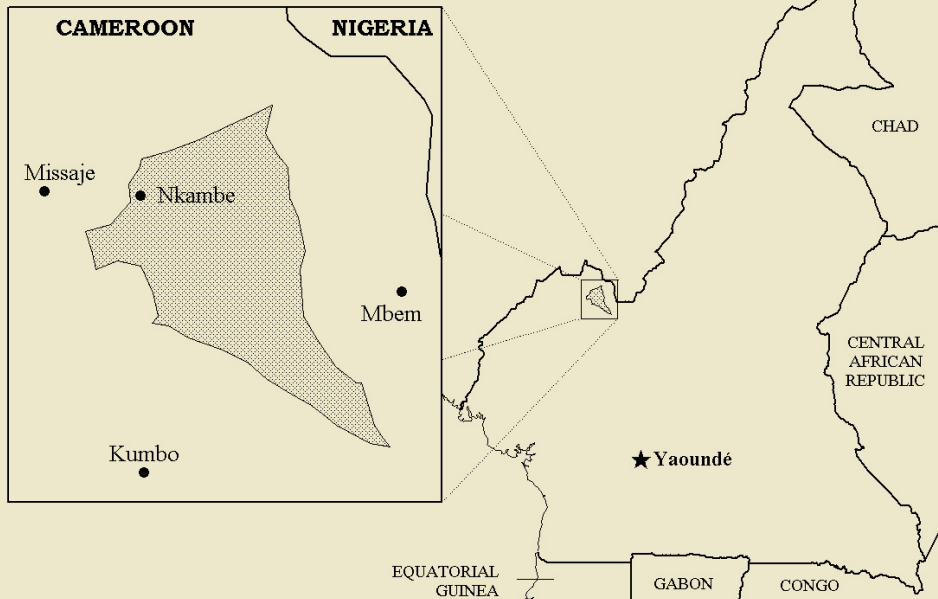 CAMEROON
NIGERIA
Missaje
Nkambe
Mbem
Kumbo
CHAD
CENTRAL
AFRICAN
REPUBLIC
Yaoundé
EQUATORIAL
GUINEA
GABON
CONGO